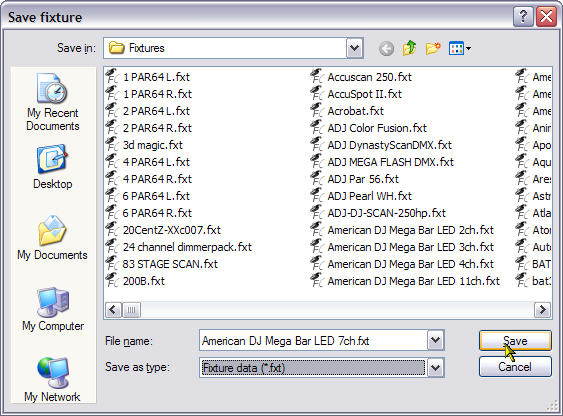 Save fixture
Save in:
Fixtures
My Recent
Documents
Desktop
My Documents
My Computer
My Network
1 PAR64 L.fxt
1 PAR64 R.fxt
2 PAR64 L.fxt
2 PAR64 R.fxt
3d magic.fxt
4 PAR64 L.fxt
4 PAR64 R.fxt
6 PAR64 L.fxt
6 PAR64 R.fxt
20CentZ-XXc007.fxt
24 channel dimmerpack.fxt
83 STAGE SCAN.fxt
200B.fxt
Accuscan 250.fxt
AccuSpot II.fxt
Acrobat.fxt
ADJ Color Fusion.fxt
ADJ DynastyScanDMX.fxt
ADJ MEGA FLASH DMX.fxt
ADJ Par 56.fxt
ADJ Pearl WH.fxt
ADJ-DJ-SCAN-250hp.fxt
American DJ Mega Bar LED 2ch.fxt
American DJ Mega Bar LED 3ch.fxt
American DJ Mega Bar LED 4ch.fxt
American DJ Mega Bar LED 11ch.fxt
Ame
Ame
Ame
Anir
Apo
Aqu
Ares
Astr
Atla
Aton
Auto
BAT
bat3
File name:
American DJ Mega Bar LED 7ch.fxt
Save
Save as type:
Fixture data (*.fxt)
Cancel